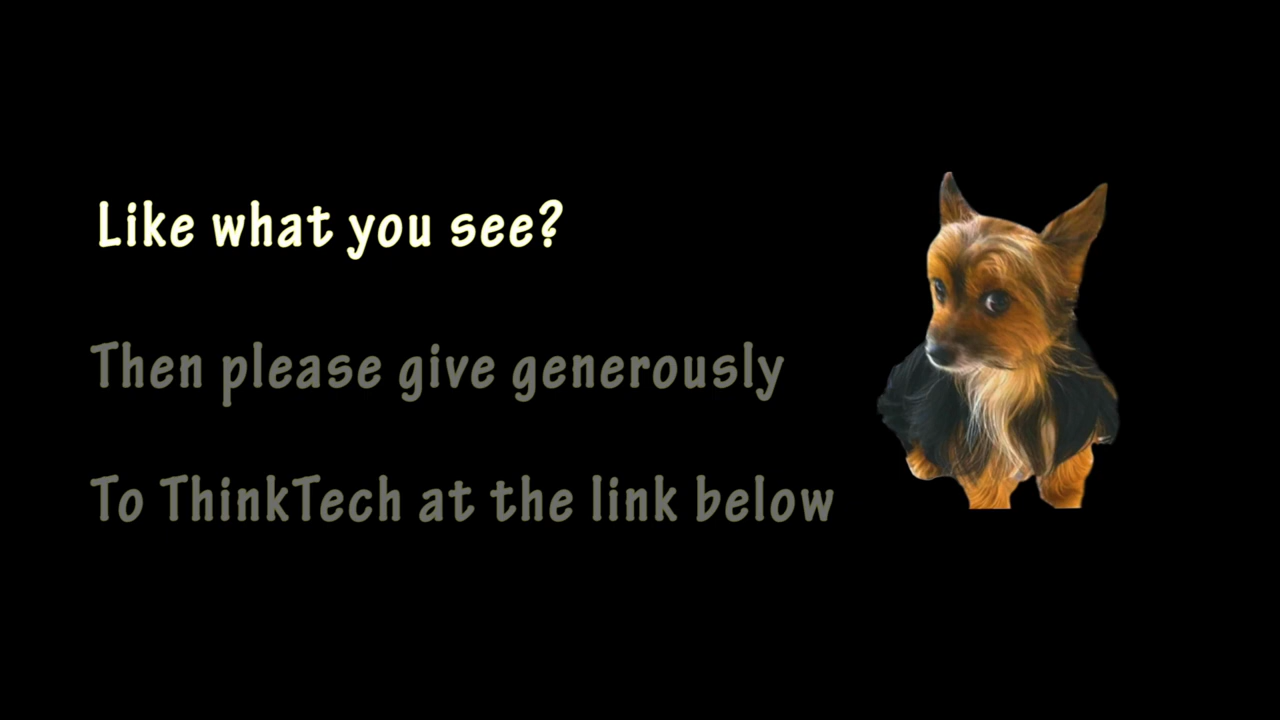 Like what you see?
Then please give generously
To ThinkTech at the link below